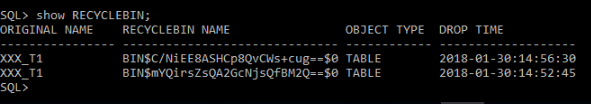 SQL> show RECYCLEBIN;
ORIGINAL NAME    RECYCLEBIN NAME                OBJECT TYPE  DROP TIME
---------------- ------------------------------ ------------ -------------------
XXX_T1           BIN$C/NiEE8ASHCp8QvCWs+cug==$0 TABLE        2018-01-30:14:56:30
XXX_T1           BIN$mYQirsZsQA2GcNjsQfBM2Q==$0 TABLE        2018-01-30:14:52:45
SQL>